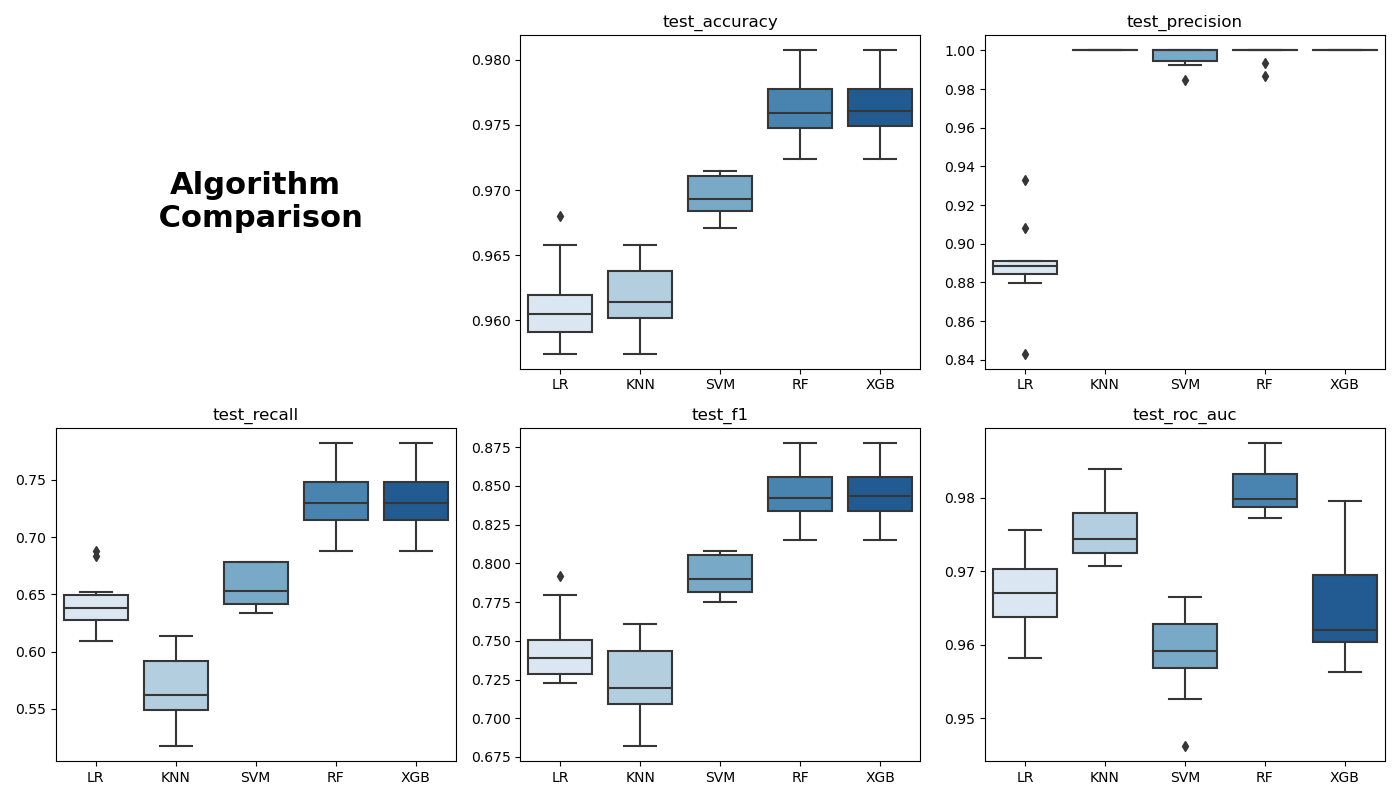 Algorithm
Comparison
test_accuracy
0.980
0.975
0.970
0.965
0.960
LR KNN SVM RF XGB
test_precision
1.00
0.98
0.96
0.94
0.92
0.90
0.88
0.86
0.84
LR KNN SVM RF XGB
test_recall
0.75
0.70
0.65
0.60
0.55
LR KNN SVM RF XGB
test_f1
0.875
0.850
0.825
0.800
0.775
0.750
0.725
0.700
0.675
LR KNN SVM RF XGB
test_roc_auc
0.98
0.97
0.96
0.95
LR KNN SVM RF XGB